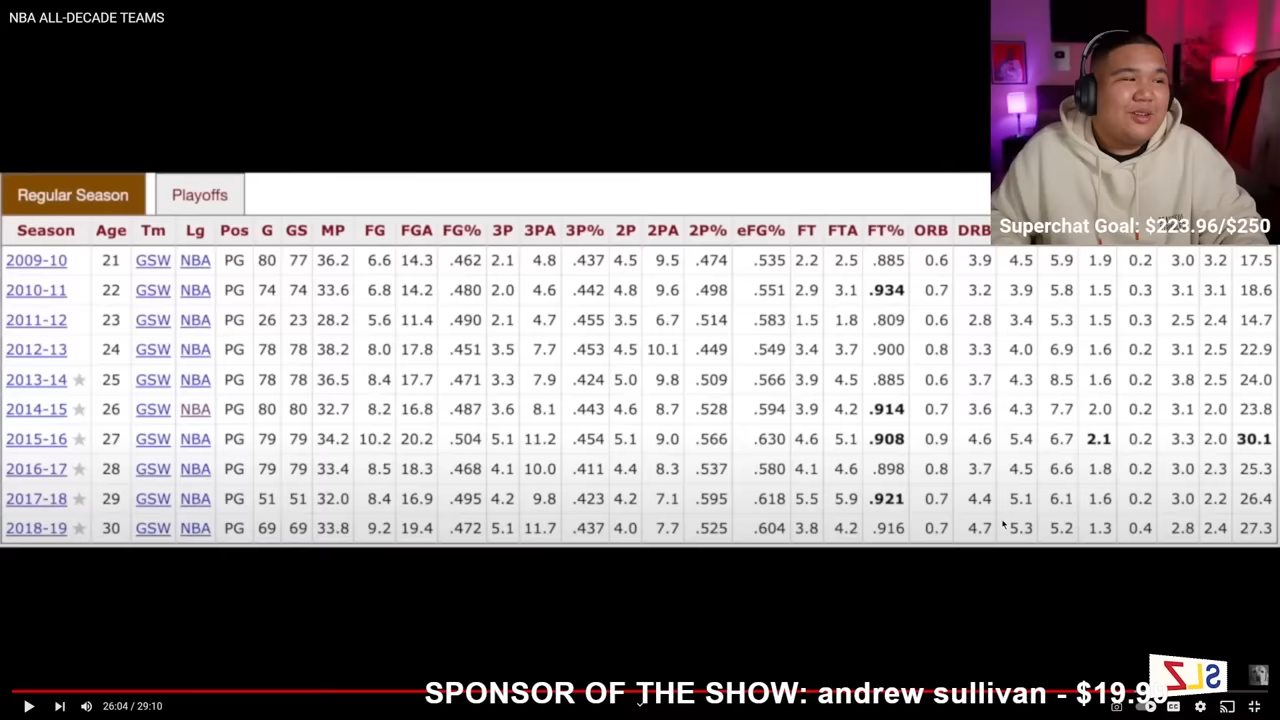 NBA ALL-DECADE TEAMS
Superchat Goal: $223.96/$250
Regular Season Playoffs
Season Age Tm Lg Pos G GS MP FG FGA FG% 3P 3PA 3P% 2P 2PA 2P% eFG% FT FTA FT% ORB DRB
2009-10 21 GSW NBA PG 80 77 36.2 6.6 14.3 .462 2.1 4.8 .437 4.5 9.5 .474 .535 2.2 2.5 .885 0.6 3.9 4.5 5.9 1.9 0.2 3.0 3.2 17.5
2010-11 22 GSW NBA PG 74 74 33.6 6.8 14.2 .480 2.0 4.6 .442 4.8 9.6 .498 .551 2.9 3.1 .934 0.7 3.2 3.9 5.8 1.5 0.3 3.1 3.1 18.6
2011-12 23 GSW NBA PG 26 23 28.2 5.6 11.4 .490 2.1 4.7 .455 3.5 6.7 .514 .583 1.5 1.8 .809 0.6 2.8 3.4 5.3 1.5 0.3 2.5 2.4 14.7
2012-13 24 GSW NBA PG 78 78 38.2 8.0 17.8 .451 3.5 7.7 .453 4.5 10.1 .449 .549 3.4 3.7 .900 0.8 3.3 4.0 6.9 1.6 0.2 3.1 2.5 22.9
2013-14 ★ 25 GSW NBA PG 78 78 36.5 8.4 17.7 .471 3.3 7.9 .424 5.0 9.8 .509 .566 3.9 4.5 .885 0.6 3.7 4.3 8.5 1.6 0.2 3.8 2.5 24.0
2014-15 ★ 26 GSW NBA PG 80 80 32.7 8.2 16.8 .487 3.6 8.1 .443 4.6 8.7 .528 .594 3.9 4.2 .914 0.7 3.6 4.3 7.7 2.0 0.2 3.1 2.0 23.8
2015-16 ★ 27 GSW NBA PG 79 79 34.2 10.2 20.2 .504 5.1 11.2 .454 5.1 9.0 .566 .630 4.6 5.1 .908 0.9 4.6 5.4 6.7 2.1 0.2 3.3 2.0 30.1
2016-17 ★ 28 GSW NBA PG 79 79 33.4 8.5 18.3 .468 4.1 10.0 .411 4.4 8.3 .537 .580 4.1 4.6 .898 0.8 3.7 4.5 6.6 1.8 0.2 3.0 2.3 25.3
2017-18 ★ 29 GSW NBA PG 51 51 32.0 8.4 16.9 .495 4.2 9.8 .423 4.2 7.1 .595 .618 5.5 5.9 .921 0.7 4.4 5.1 6.1 1.6 0.2 3.0 2.2 26.4
2018-19 ★ 30 GSW NBA PG 69 69 33.8 9.2 19.4 .472 5.1 11.7 .437 4.0 7.7 .525 .604 3.8 4.2 .916 0.7 4.7 5.3 5.2 1.3 0.4 2.8 2.4 27.3
SLZ
SPONSOR OF THE SHOW: andrew sullivan - $19.99
26:04 / 29:10